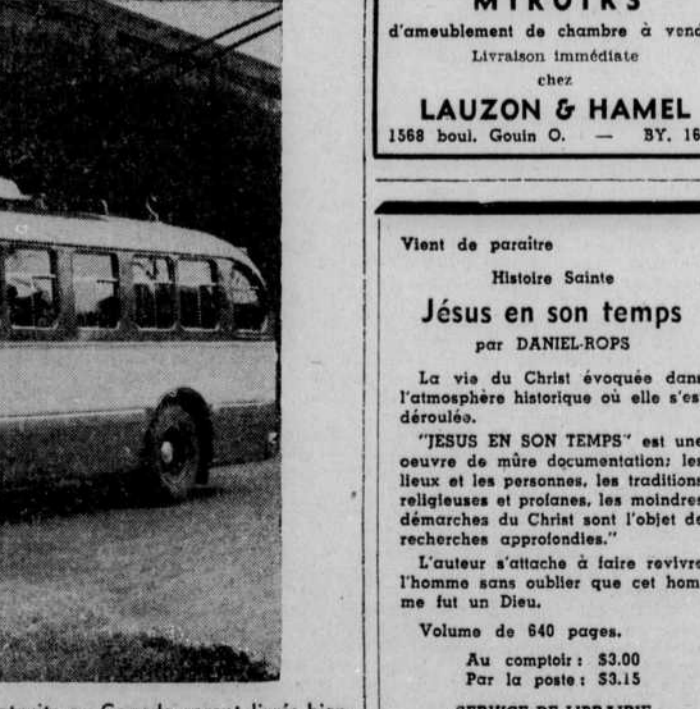 MIROIRS
d'ameublement de chambre à vend
Livraison immédiate
chez
LAUZON & HAMEL
1568 boul. Gouin O. — BY. 16
Vient de paraître
Histoire Sainte
Jésus en son temps
par DANIEL-ROPS
La vie du Christ évoquée dans
l'atmosphère historique où elle s'es
déroulée.
"JESUS EN SON TEMPS" est une
oeuvre de mûre documentation; les
lieux et les personnes, les traditions
religieuses et profanes, les moindres
démarches du Christ sont l'objet de
recherches approfondies."
L'auteur s'attache à faire revivre
l'homme sans oublier que cet hom
me fut un Dieu.
Volume de 640 pages.
Au comptoir: $3.00
Par la poste: $3.15
SERVICE DE LIBRAIRIE